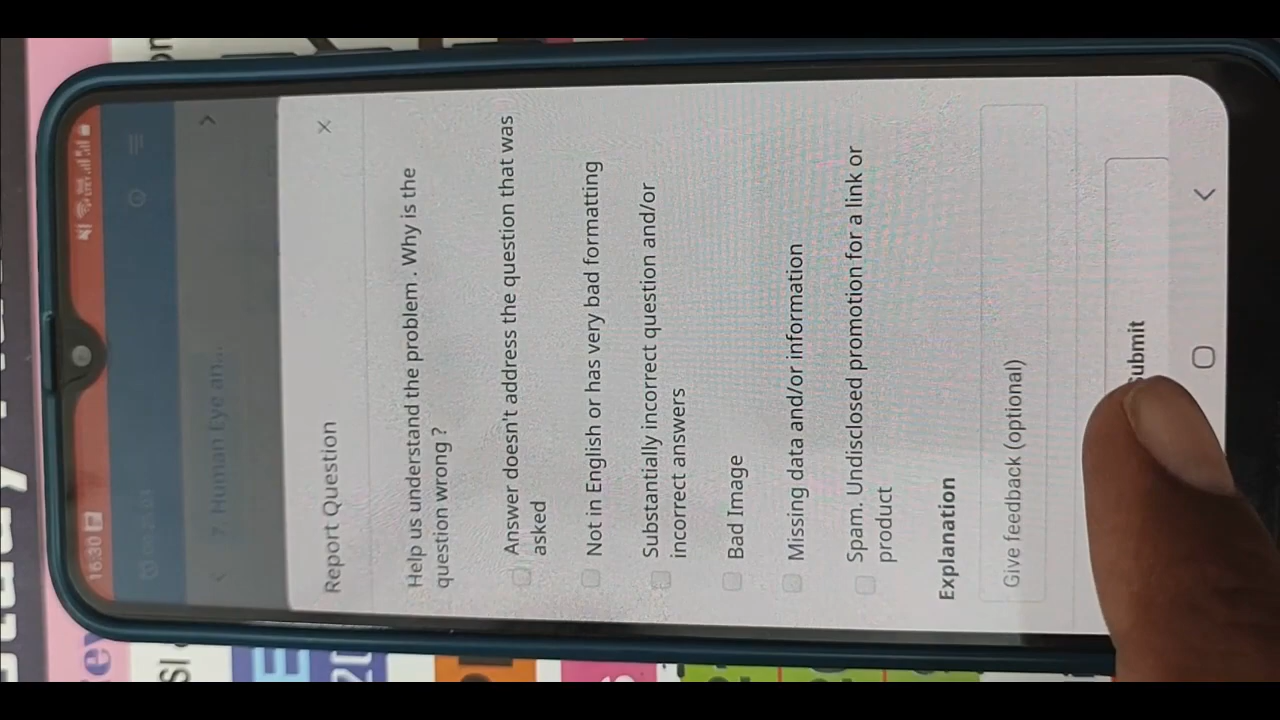 16:30
7. Human Eye an...
Report Question
×
Help us understand the problem . Why is the
question wrong ?
Answer doesn't address the question that was
asked
Not in English or has very bad formatting
Substantially incorrect question and/or
incorrect answers
Bad Image
Missing data and/or information
Spam. Undisclosed promotion for a link or
product
Explanation
Give feedback (optional)
ubmit